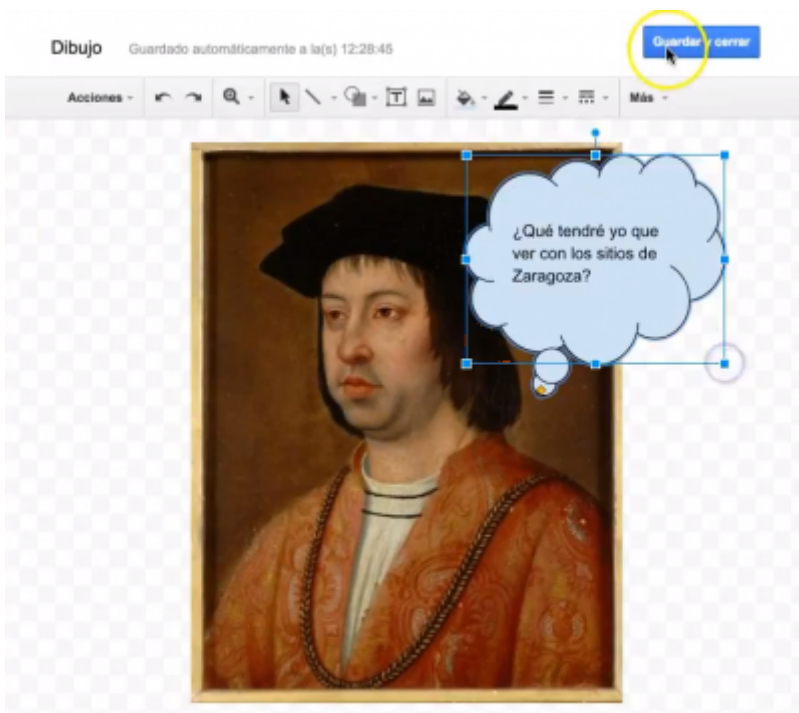 Dibujo Guardado automáticamente a la(s) 12:28:45
Guardar y cerrar
Acciones
Más
¿Qué tendré yo que
ver con los sitios de
Zaragoza?